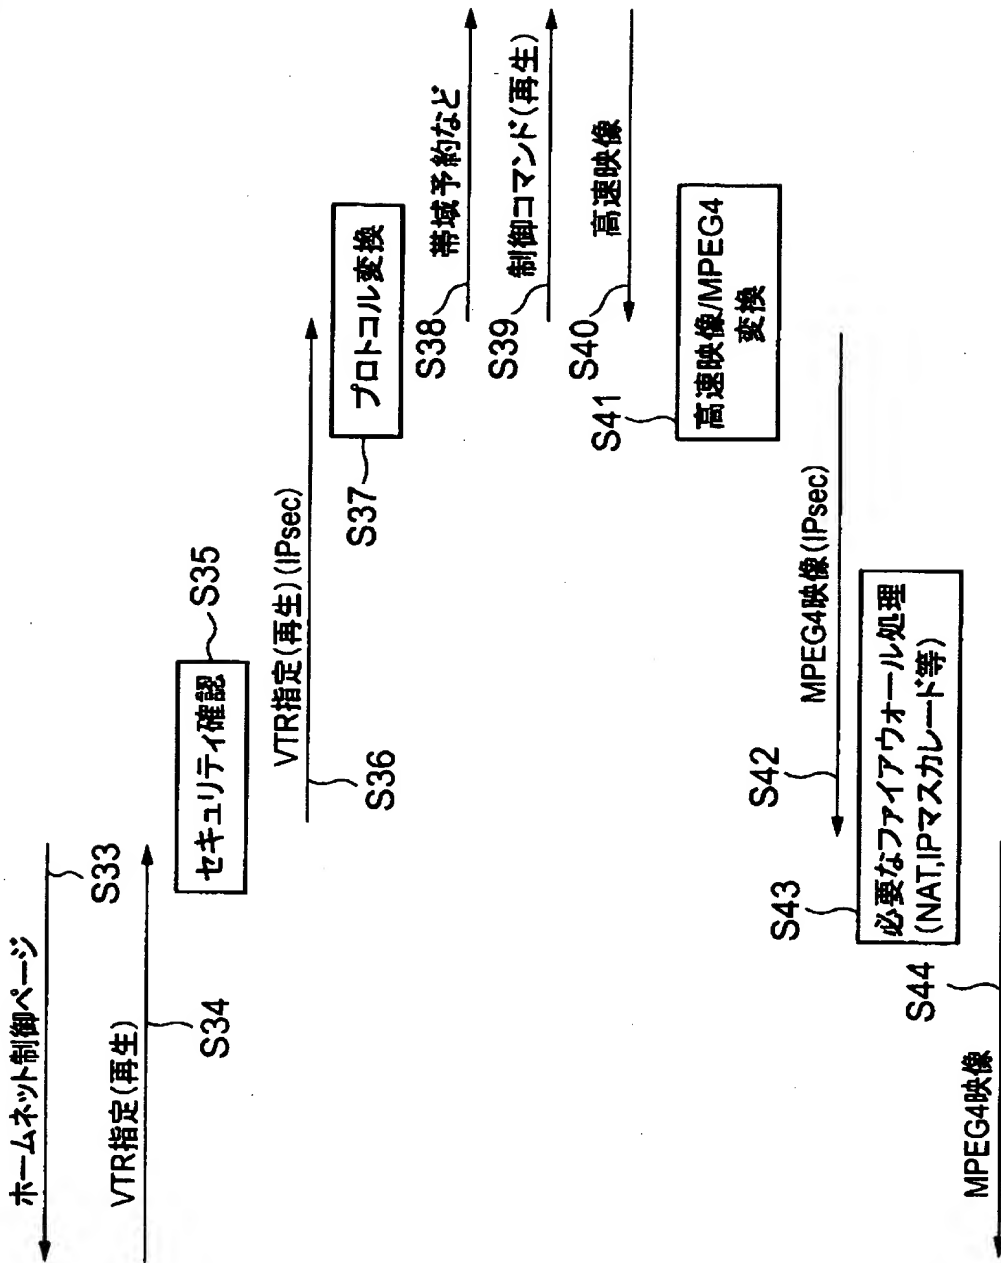 ホームネット制御ページ
S33
VTR指定(再生)
S34
セキュリティ確認
S35
VTR指定(再生)(IPsec)
S36
プロトコル変換
S37
帯域予約など
S38
制御コマンド(再生)
S39
高速映像
S40
高速映像/MPEG4
変換
S41
MPEG4映像(IPsec)
S42
必要なファイアウォール処理
(NAT,IPマスカレード等)
S43
MPEG4映像
S44